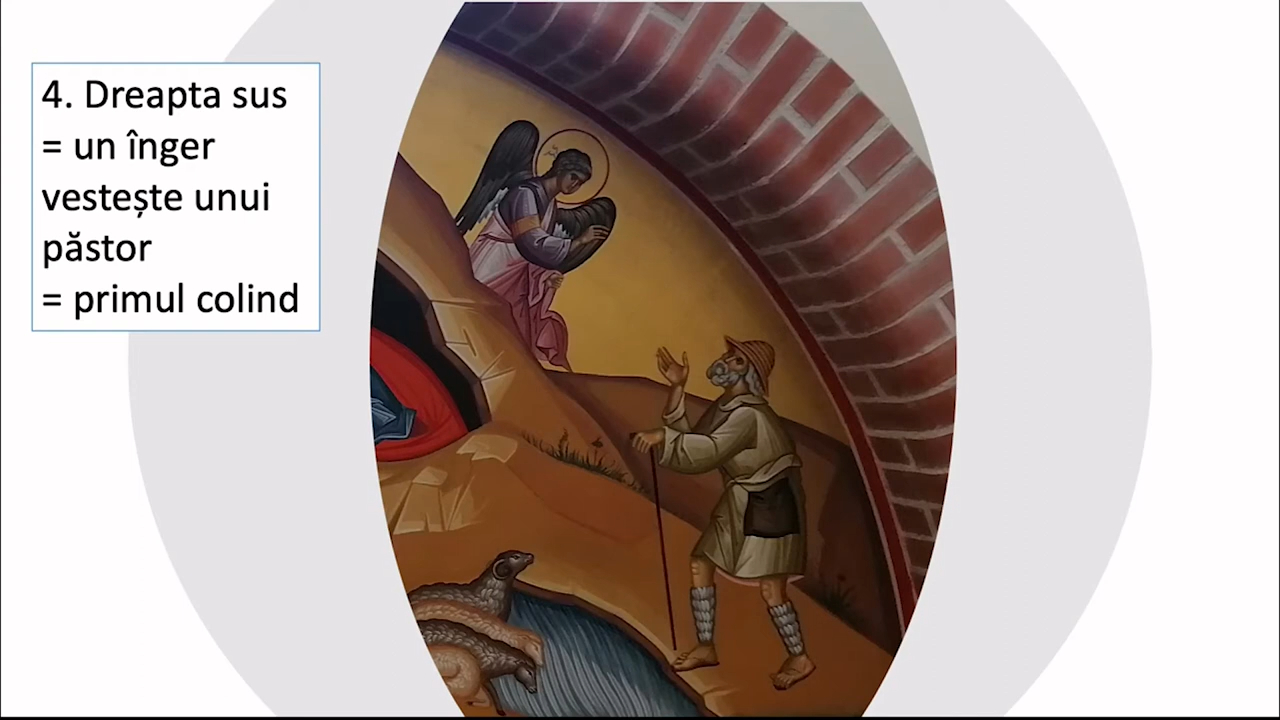 4. Dreapta sus
= un înger
vestește unui
păstor
= primul colind